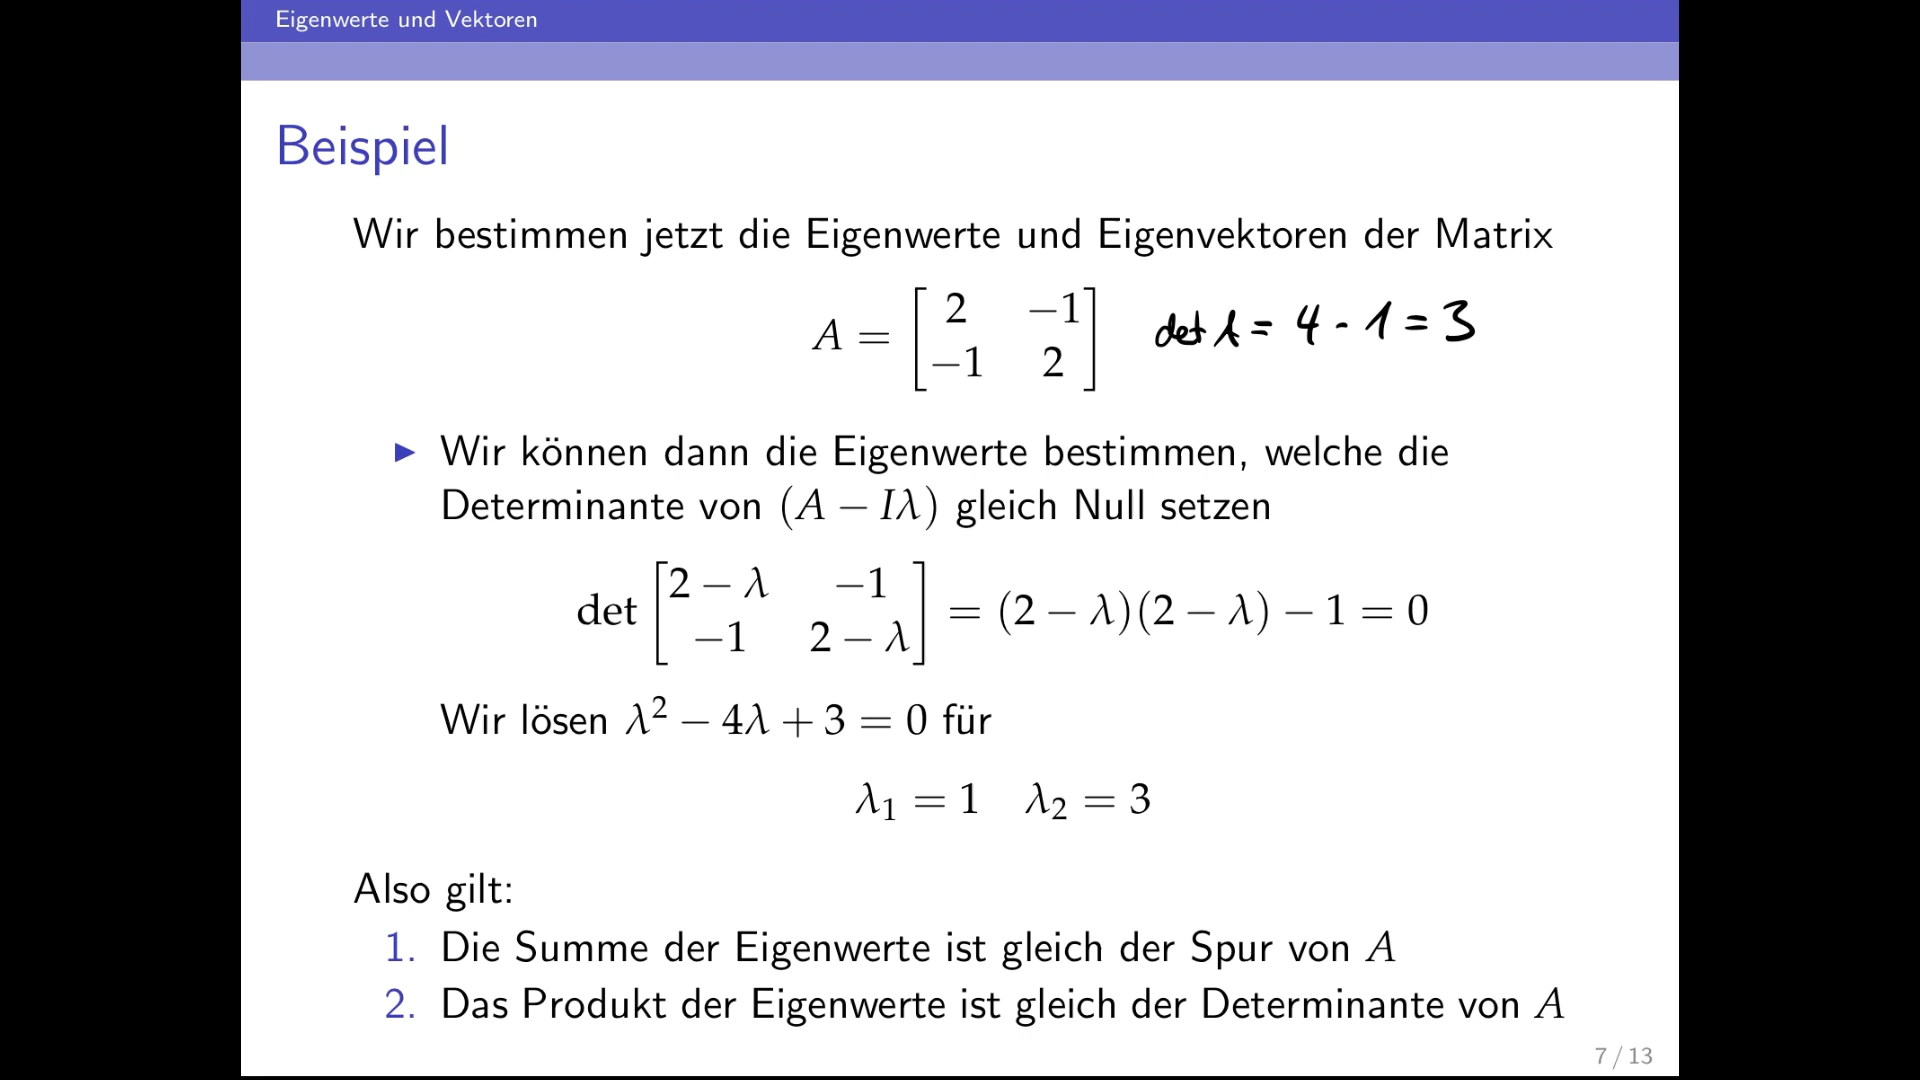 Eigenwerte und Vektoren
Beispiel
Wir bestimmen jetzt die Eigenwerte und Eigenvektoren der Matrix
A = [2 −1; −1 2] det A = 4 - 1 = 3
▶ Wir können dann die Eigenwerte bestimmen, welche die
Determinante von (A − Iλ) gleich Null setzen
det [2 − λ −1; −1 2 − λ] = (2 − λ)(2 − λ) − 1 = 0
Wir lösen λ² − 4λ + 3 = 0 für
λ₁ = 1 λ₂ = 3
Also gilt:
1. Die Summe der Eigenwerte ist gleich der Spur von A
2. Das Produkt der Eigenwerte ist gleich der Determinante von A
7 / 13